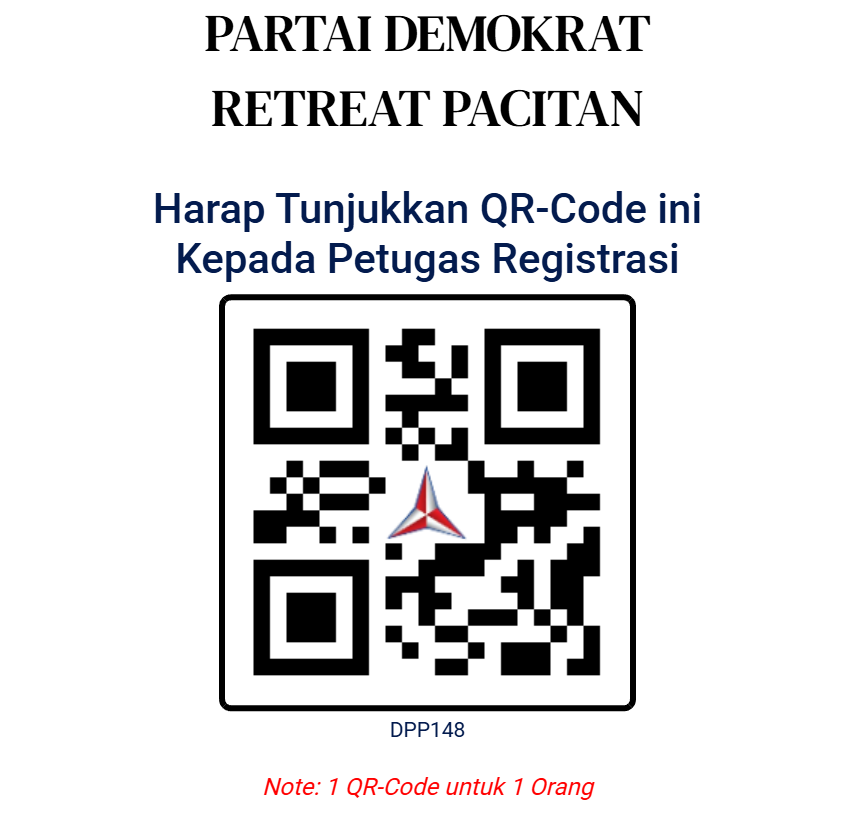 PARTAI DEMOKRAT
RETREAT PACITAN
Harap Tunjukkan QR-Code ini
Kepada Petugas Registrasi
DPP148
Note: 1 QR-Code untuk 1 Orang